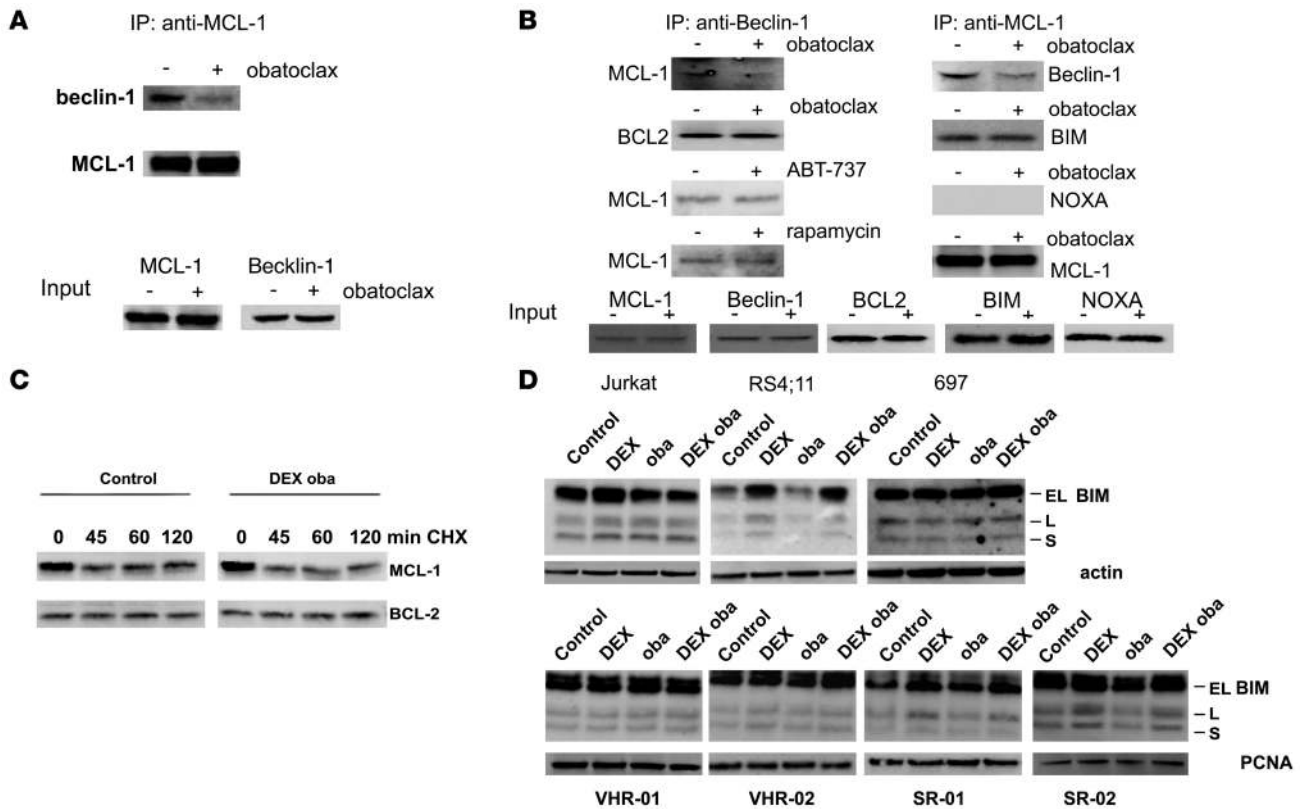 A
IP: anti-MCL-1
- + obatoclax
beclin-1
MCL-1
MCL-1 Becklin-1
Input - + - + obatoclax
B
IP: anti-Beclin-1
- + obatoclax
MCL-1
- + obatoclax
BCL2
- + ABT-737
MCL-1
- + rapamycin
MCL-1
IP: anti-MCL-1
- + obatoclax
Beclin-1
- + obatoclax
BIM
- + obatoclax
NOXA
- + obatoclax
MCL-1
MCL-1 Beclin-1 BCL2 BIM NOXA
Input - + - + - + - + - +
C
Control DEX oba
0 45 60 120 0 45 60 120 min CHX
MCL-1
BCL-2
D
Jurkat RS4;11 697
Control DEX oba DEX oba Control DEX oba DEX oba Control DEX oba DEX oba
EL BIM
L
S
actin
Control DEX oba DEX oba Control DEX oba DEX oba Control DEX oba DEX oba Control DEX oba DEX oba
EL BIM
L
S
PCNA
VHR-01 VHR-02 SR-01 SR-02